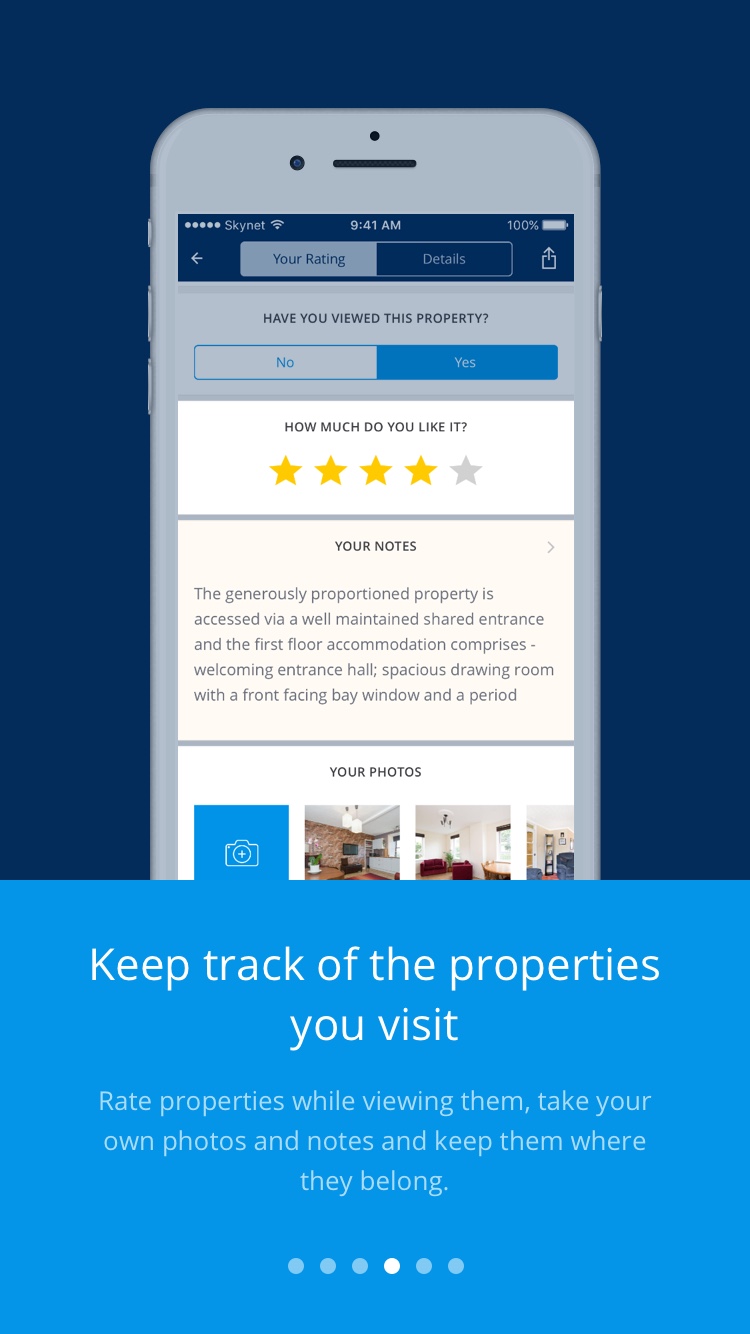 Skynet 9:41 AM 100%
Your Rating Details
HAVE YOU VIEWED THIS PROPERTY?
No Yes
HOW MUCH DO YOU LIKE IT?
YOUR NOTES
The generously proportioned property is
accessed via a well maintained shared entrance
and the first floor accommodation comprises -
welcoming entrance hall; spacious drawing room
with a front facing bay window and a period
YOUR PHOTOS
Keep track of the properties
you visit
Rate properties while viewing them, take your
own photos and notes and keep them where
they belong.